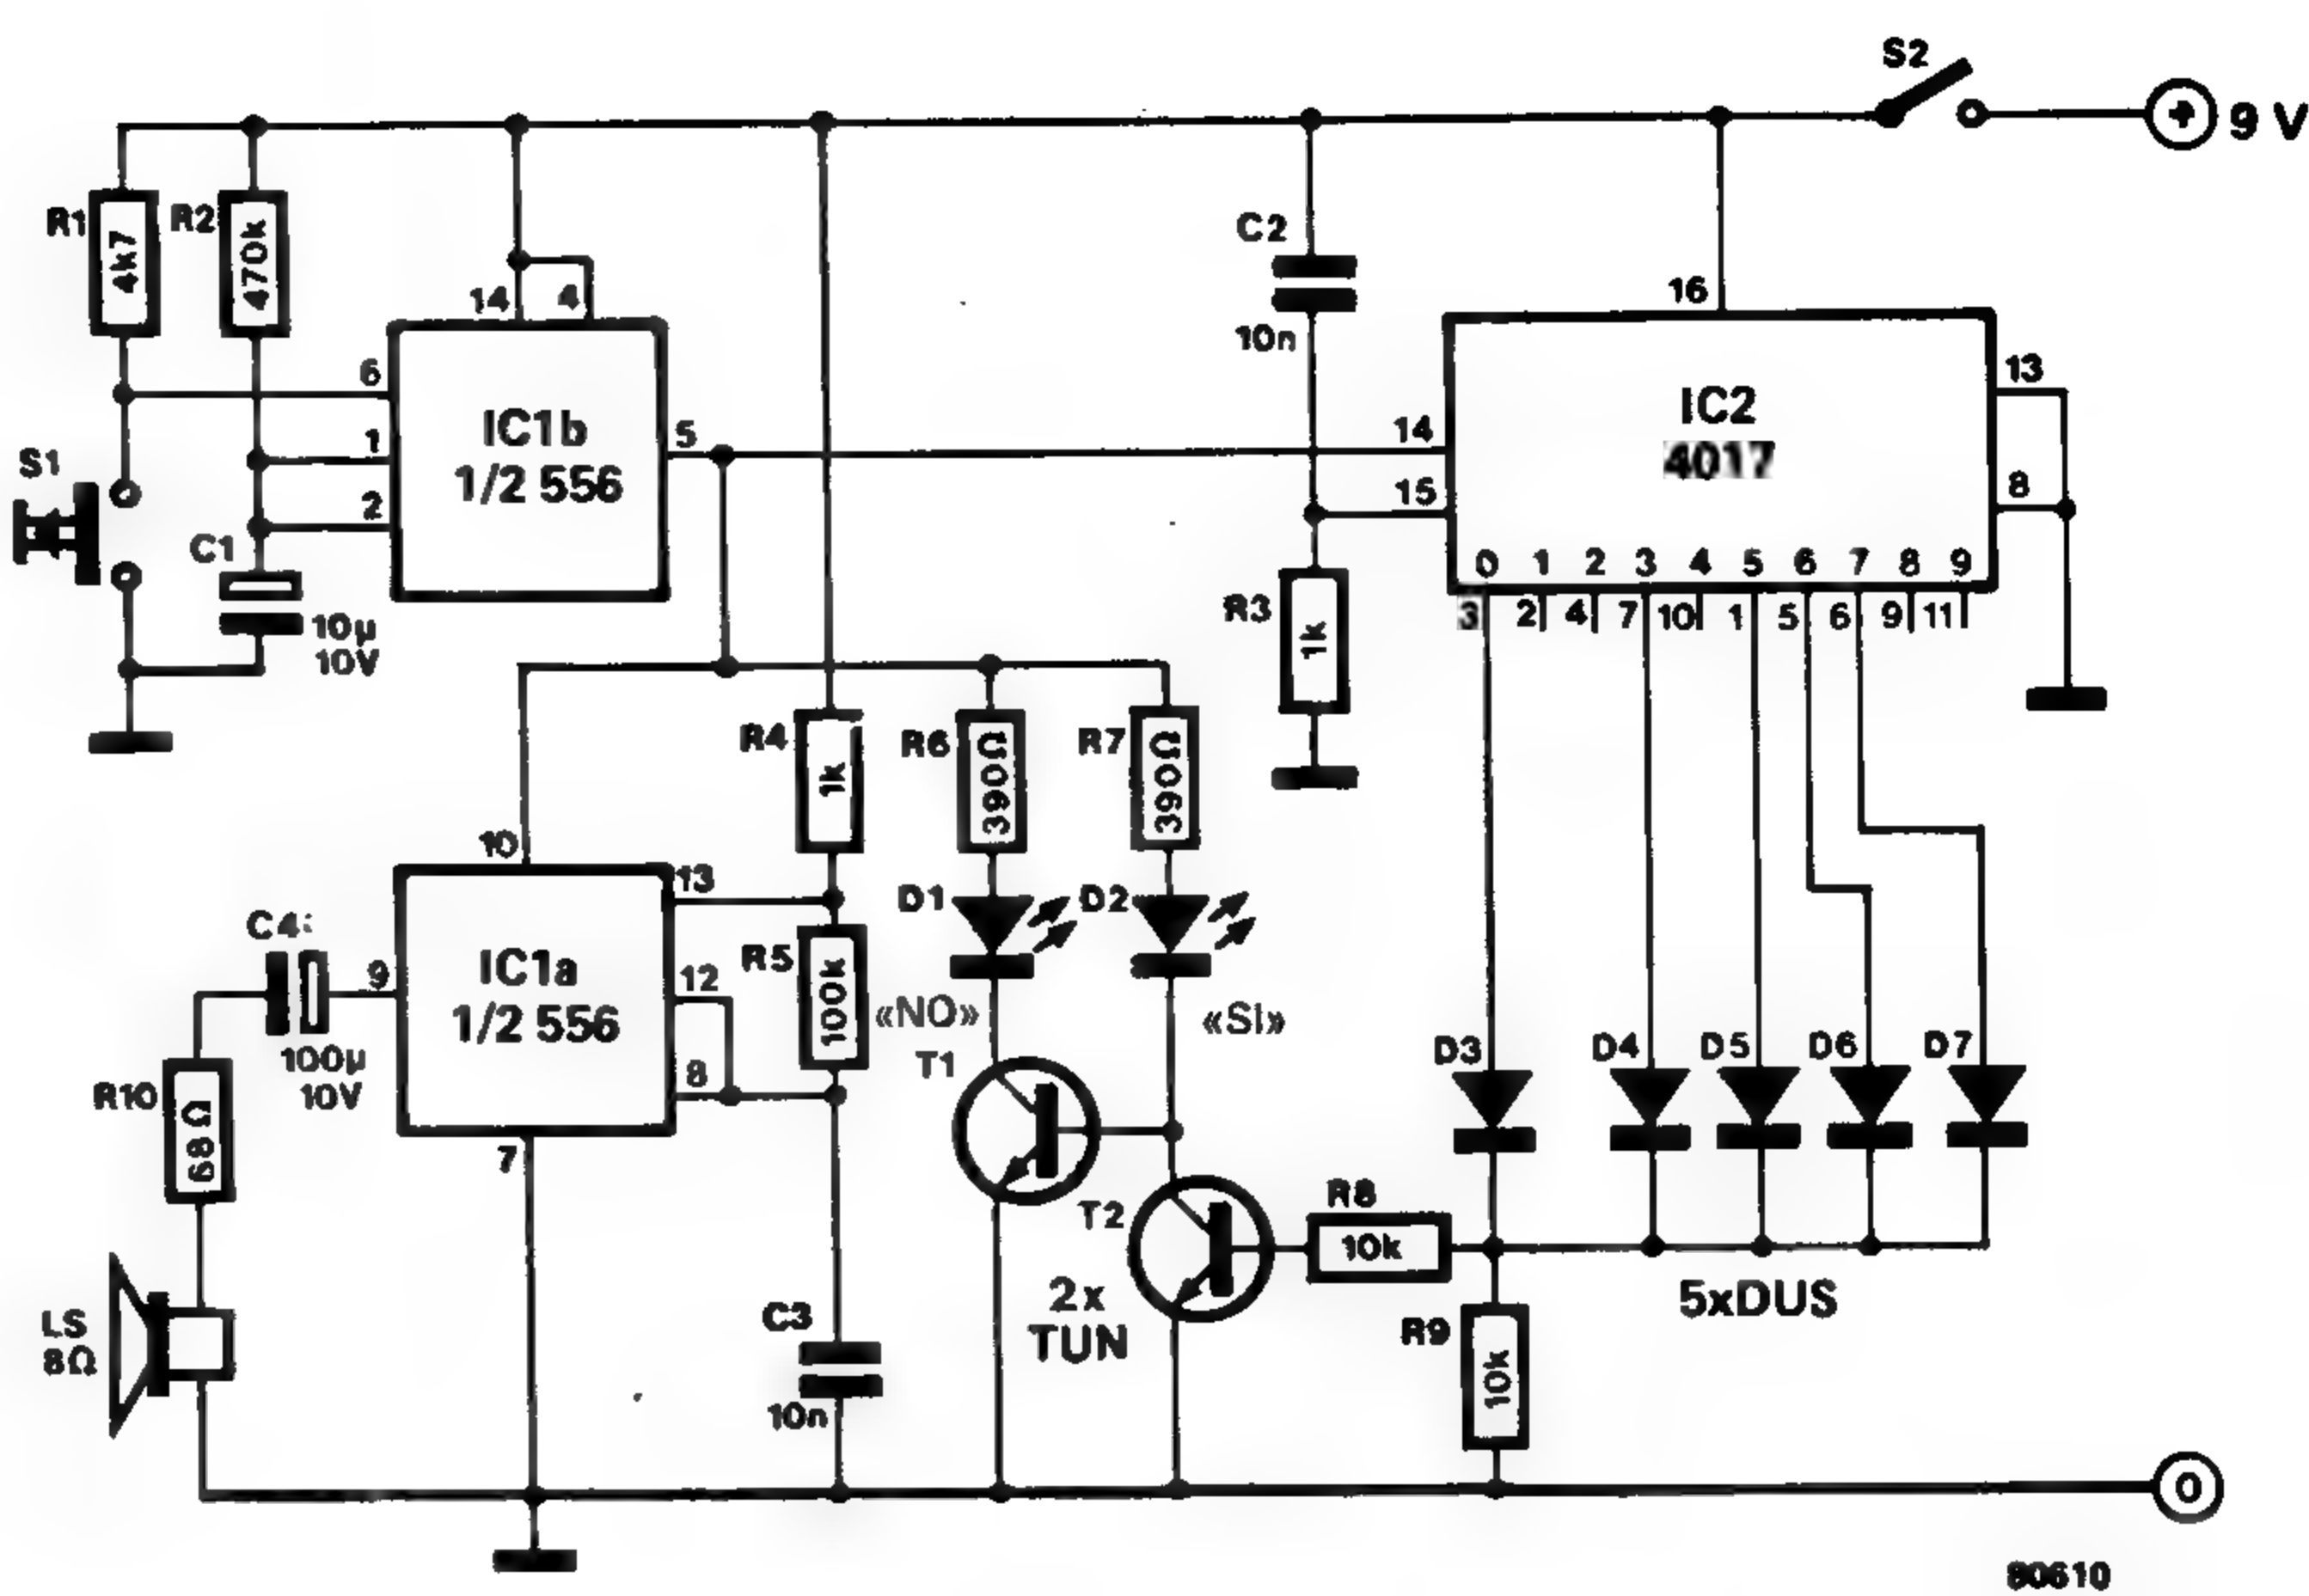 S2
9 V
+
R1
4k7
R2
470k
14
4
6
1
2
5
IC1b
1/2 556
S1
C1
10µ
10V
C2
10n
16
13
14
15
8
IC2
4017
0 1 2 3 4 5 6 7 8 9
3 2 4 7 10 1 5 6 9 11
R3
1k
R4
1k
R6
390Ω
R7
390Ω
10
13
12
8
9
7
IC1a
1/2 556
C4
100µ
10V
R5
100k
D1
D2
«NO»
«SI»
T1
T2
2x
TUN
R10
68Ω
LS
8Ω
C3
10n
R8
10k
R9
10k
D3
D4
D5
D6
D7
5xDUS
0
80610